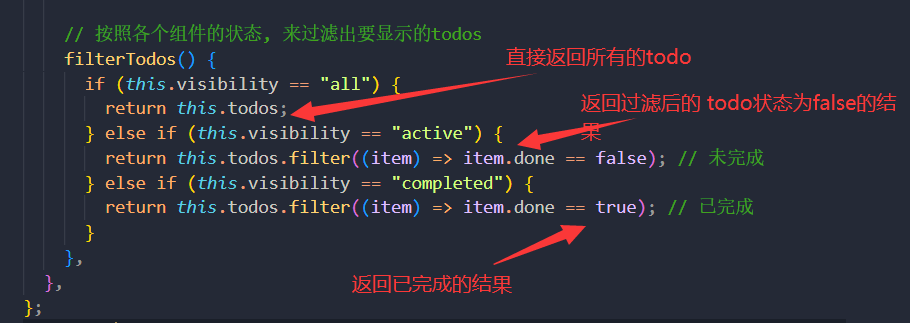 // 按照各个组件的状态, 来过滤出要显示的todos
filterTodos() {
直接返回所有的todo
if (this.visibility == "all") {
return this.todos;
返回过滤后的 todo状态为false的结
果
} else if (this.visibility == "active") {
return this.todos.filter((item) => item.done == false); // 未完成
} else if (this.visibility == "completed") {
return this.todos.filter((item) => item.done == true); // 已完成
}
返回已完成的结果
},
},
};